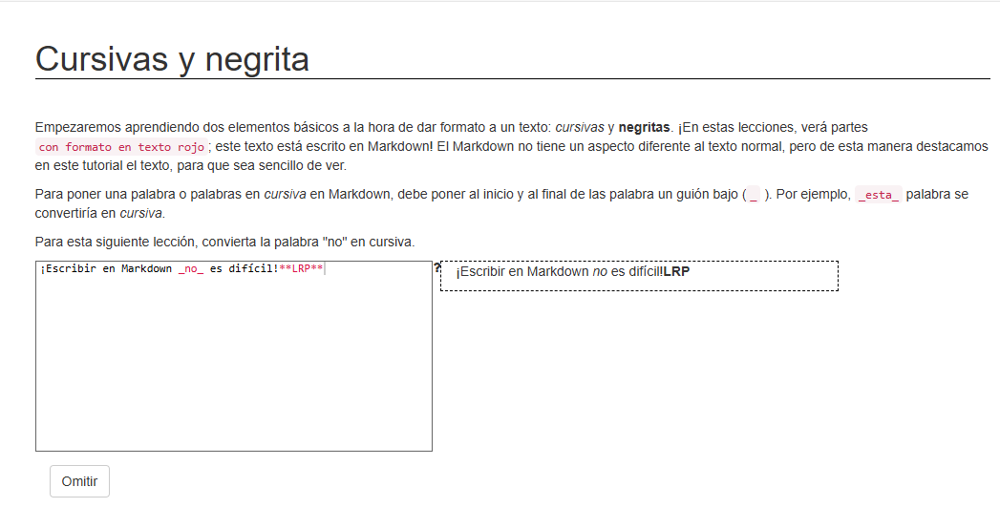 Cursivas y negrita
Empezaremos aprendiendo dos elementos básicos a la hora de dar formato a un texto: cursivas y negritas. ¡En estas lecciones, verá partes
con formato en texto rojo ; este texto está escrito en Markdown! El Markdown no tiene un aspecto diferente al texto normal, pero de esta manera destacamos
en este tutorial el texto, para que sea sencillo de ver.
Para poner una palabra o palabras en cursiva en Markdown, debe poner al inicio y al final de las palabra un guión bajo ( _ ). Por ejemplo, _esta_ palabra se
convertiría en cursiva.
Para esta siguiente lección, convierta la palabra "no" en cursiva.
¡Escribir en Markdown _no_ es difícil!**LRP**
?
¡Escribir en Markdown no es difícil!LRP
Omitir